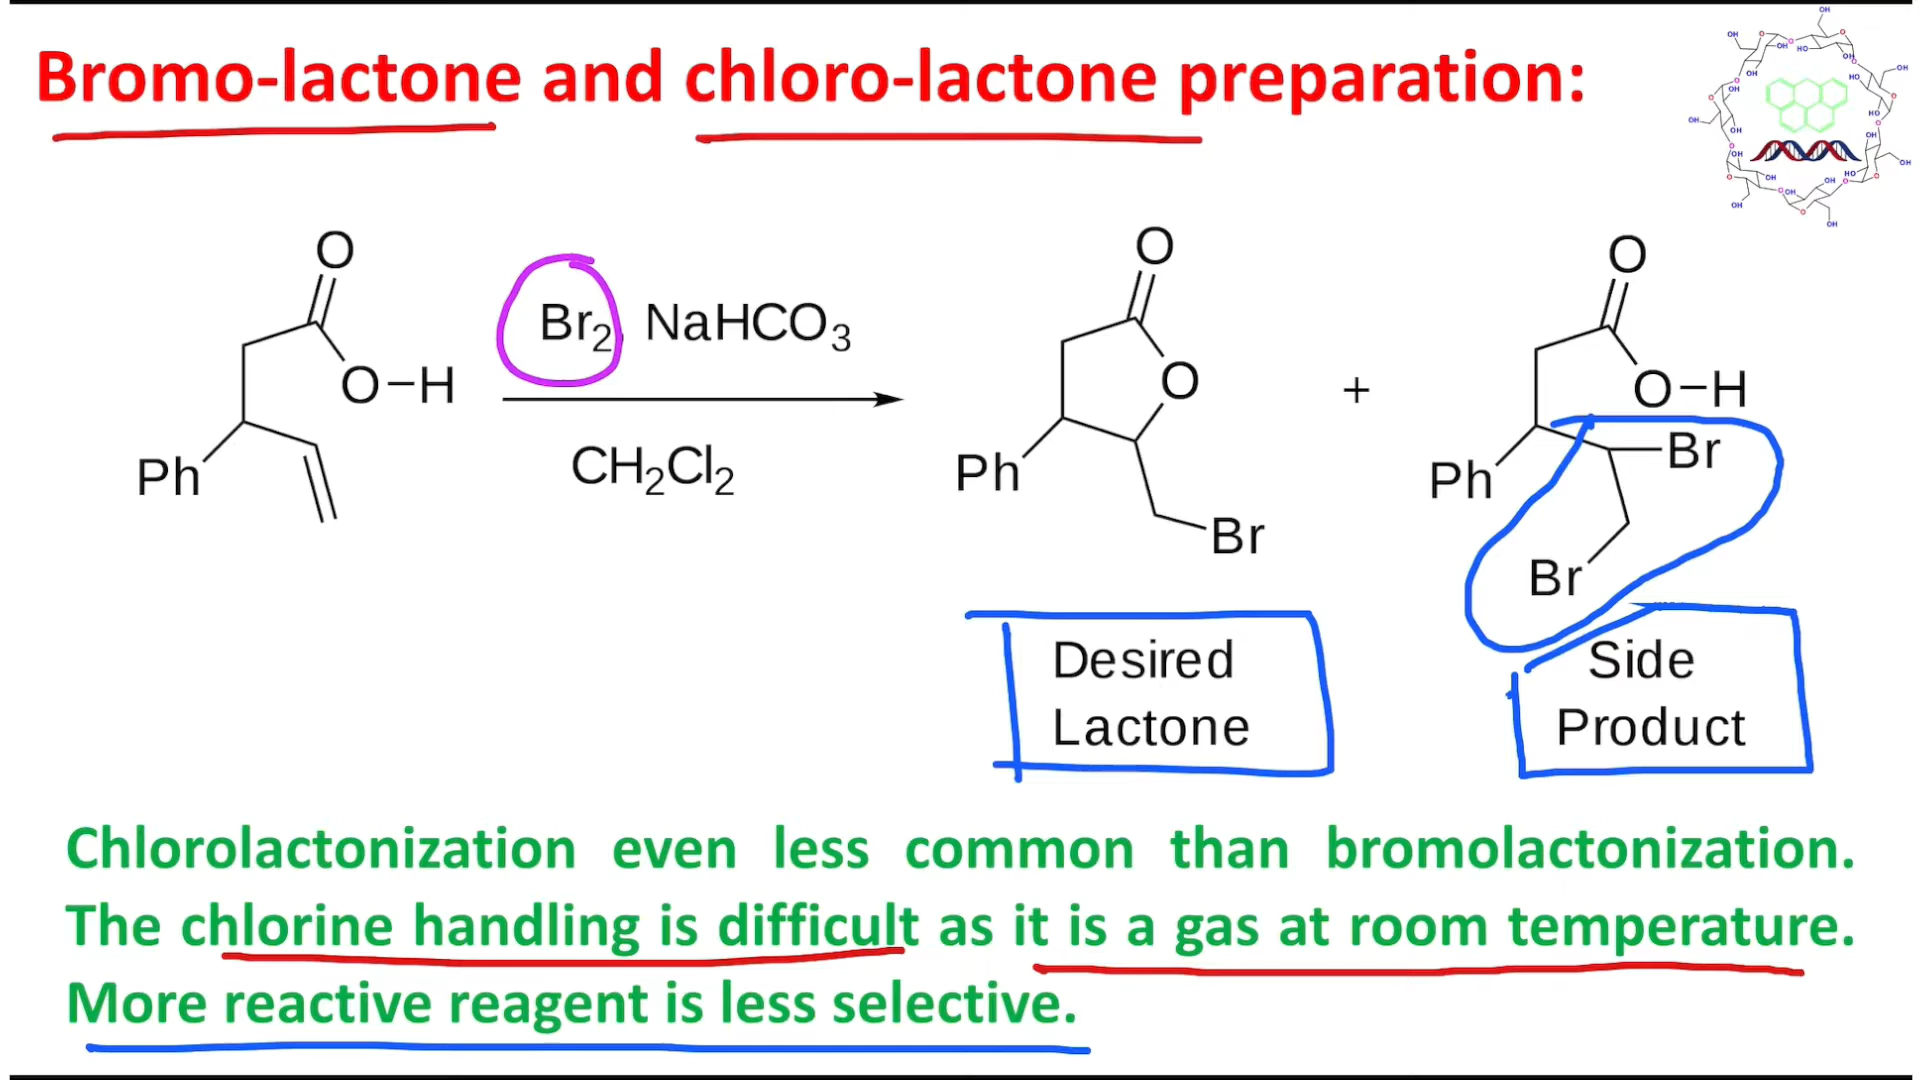 Bromo-lactone and chloro-lactone preparation:
O
O–H
Ph
Br₂ NaHCO₃
CH₂Cl₂
O
O
Ph
Br
+
O
O–H
Br
Ph
Br
Desired
Lactone
Side
Product
Chlorolactonization even less common than bromolactonization.
The chlorine handling is difficult as it is a gas at room temperature.
More reactive reagent is less selective.